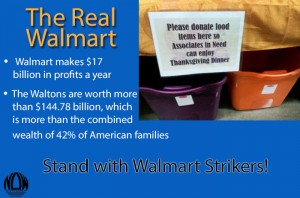 The Real
Walmart
• Walmart makes $17
billion in profits a year
• The Waltons are worth more
than $144.78 billion, which
is more than the combined
wealth of 42% of American
families
Please donate food
items here so
Associates in Need
can enjoy
Thanksgiving Dinner
Stand with Walmart Strikers!
NOW